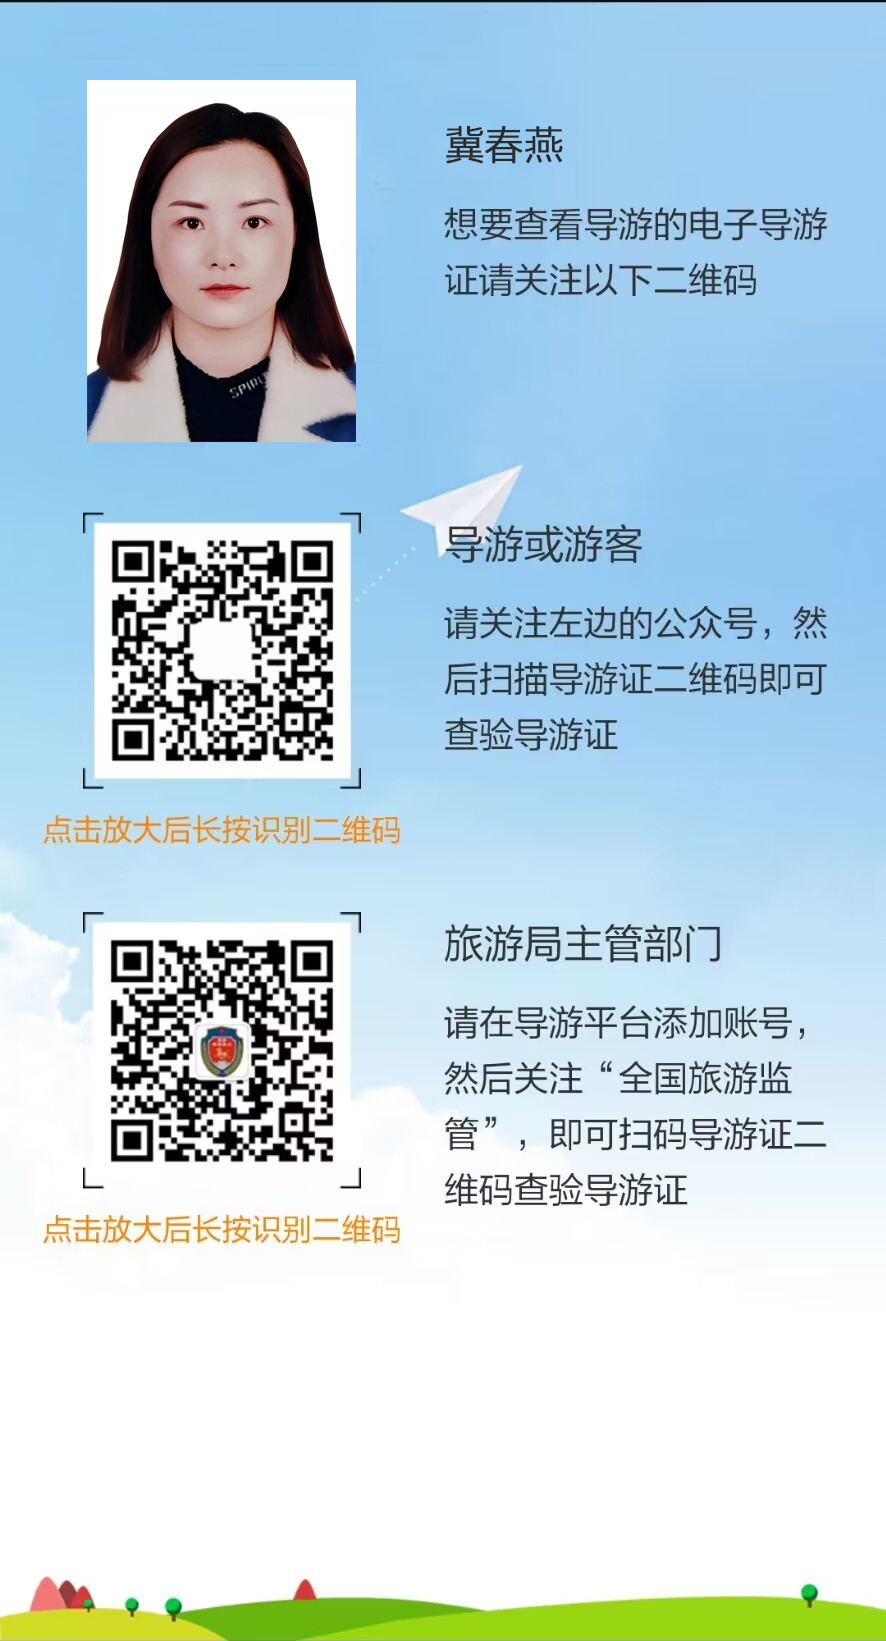 冀春燕
想要查看导游的电子导游
证请关注以下二维码
SPIRI
导游或游客
请关注左边的公众号，然
后扫描导游证二维码即可
查验导游证
点击放大后长按识别二维码
旅游局主管部门
请在导游平台添加账号，
然后关注“全国旅游监
管”，即可扫码导游证二
维码查验导游证
点击放大后长按识别二维码